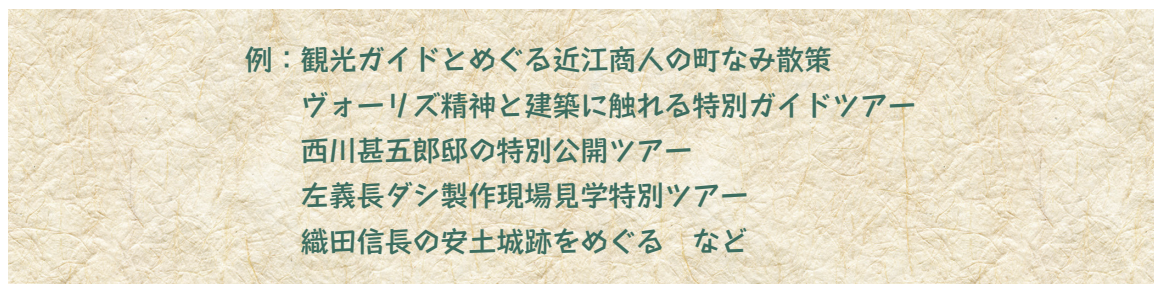 例：観光ガイドとめぐる近江商人の町なみ散策
ヴォーリズ精神と建築に触れる特別ガイドツアー
西川甚五郎邸の特別公開ツアー
左義長ダシ製作現場見学特別ツアー
織田信長の安土城跡をめぐる　など